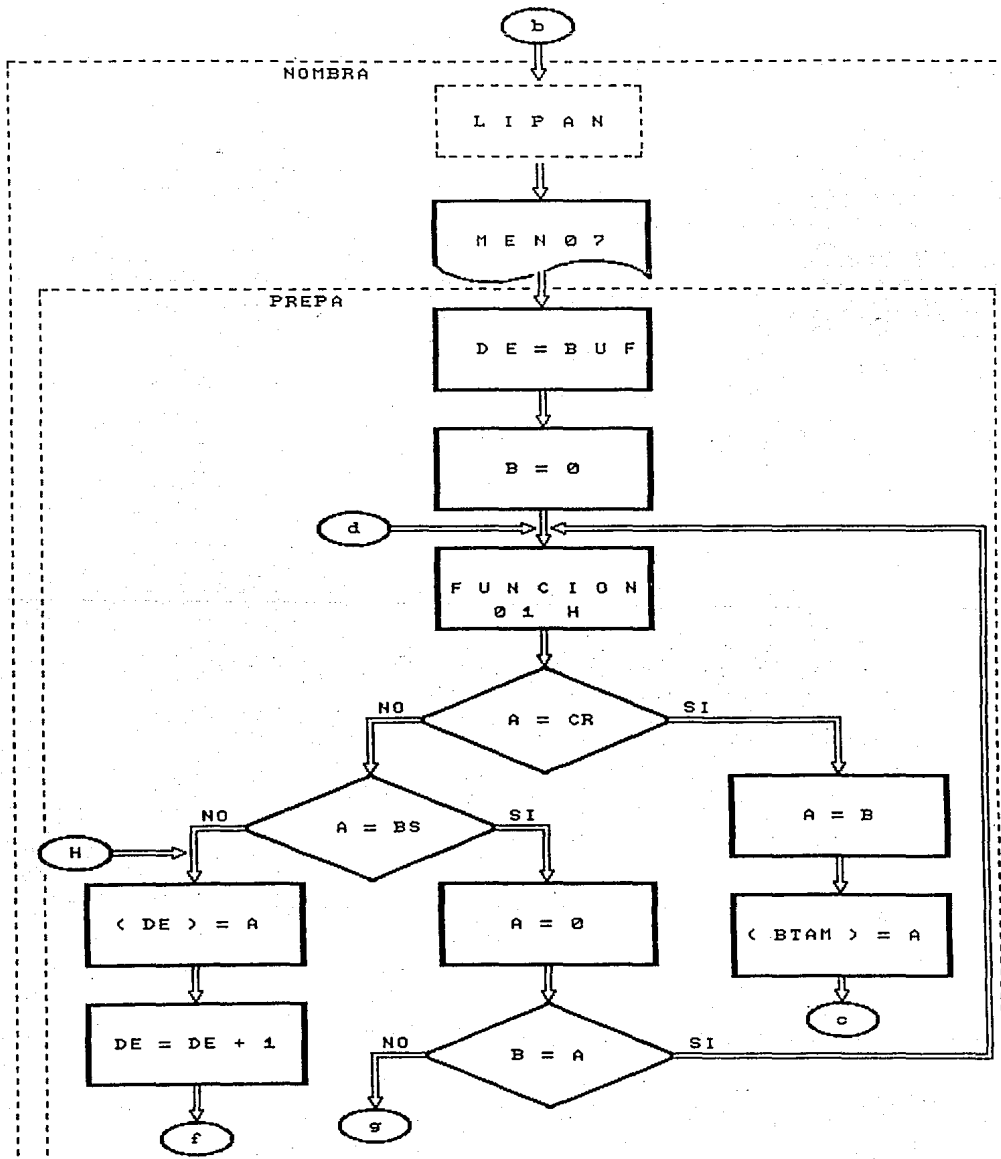 b
NOMBRA
L I P A N
M E N 0 7
PREPA
D E = B U F
B = 0
d
F U N C I O N
0 1 H
NO
A = CR
SI
NO
A = BS
SI
A = B
H
( DE ) = A
A = 0
( BTAM ) = A
c
DE = DE + 1
NO
B = A
SI
g
f